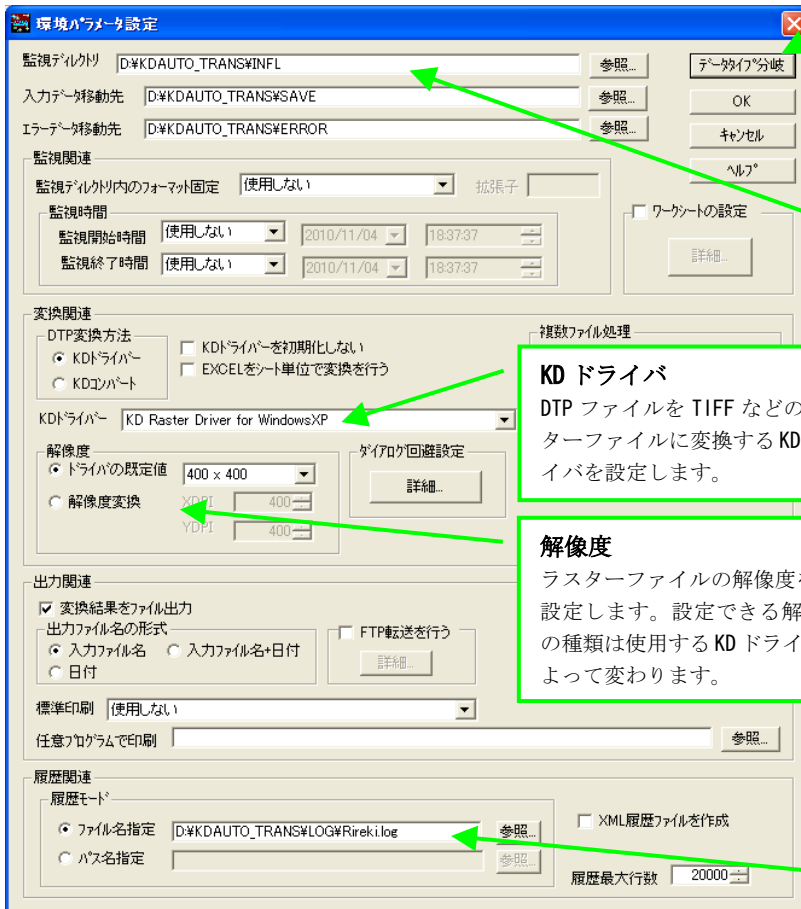 環境パラメータ設定
監視ディレクトリ D:¥KDAUTO_TRANS¥INFL 参照... データタイプ分岐
入力データ移動先 D:¥KDAUTO_TRANS¥SAVE 参照... OK
エラーデータ移動先 D:¥KDAUTO_TRANS¥ERROR 参照... キャンセル
ヘルプ
監視関連
監視ディレクトリ内のフォーマット固定 使用しない 拡張子
監視時間
監視開始時間 使用しない 2010/11/04 18:37:37
監視終了時間 使用しない 2010/11/04 18:37:37
ワークシートの設定
詳細...
変換関連
DTP変換方法
KDドライバー
KDコンバート
KDドライバーを初期化しない
EXCELをシート単位で変換を行う
複数ファイル処理
KDドライバー KD Raster Driver for WindowsXP
解像度
ドライバの既定値 400 x 400
解像度変換 XDPI 400
YDPI 400
ダイアログ回避設定
詳細...
KD ドライバ
DTP ファイルを TIFF などの
ターファイルに変換する KD
イバを設定します。
解像度
ラスターファイルの解像度を
設定します。設定できる解
の種類は使用する KD ドライ
よって変わります。
出力関連
変換結果をファイル出力
出力ファイル名の形式
入力ファイル名 入力ファイル名+日付
日付
FTP転送を行う
詳細...
標準印刷 使用しない
任意プログラムで印刷 参照...
履歴関連
履歴モード
ファイル名指定 D:¥KDAUTO_TRANS¥LOG¥Rireki.log 参照...
パス名指定 参照...
XML履歴ファイルを作成
履歴最大行数 20000